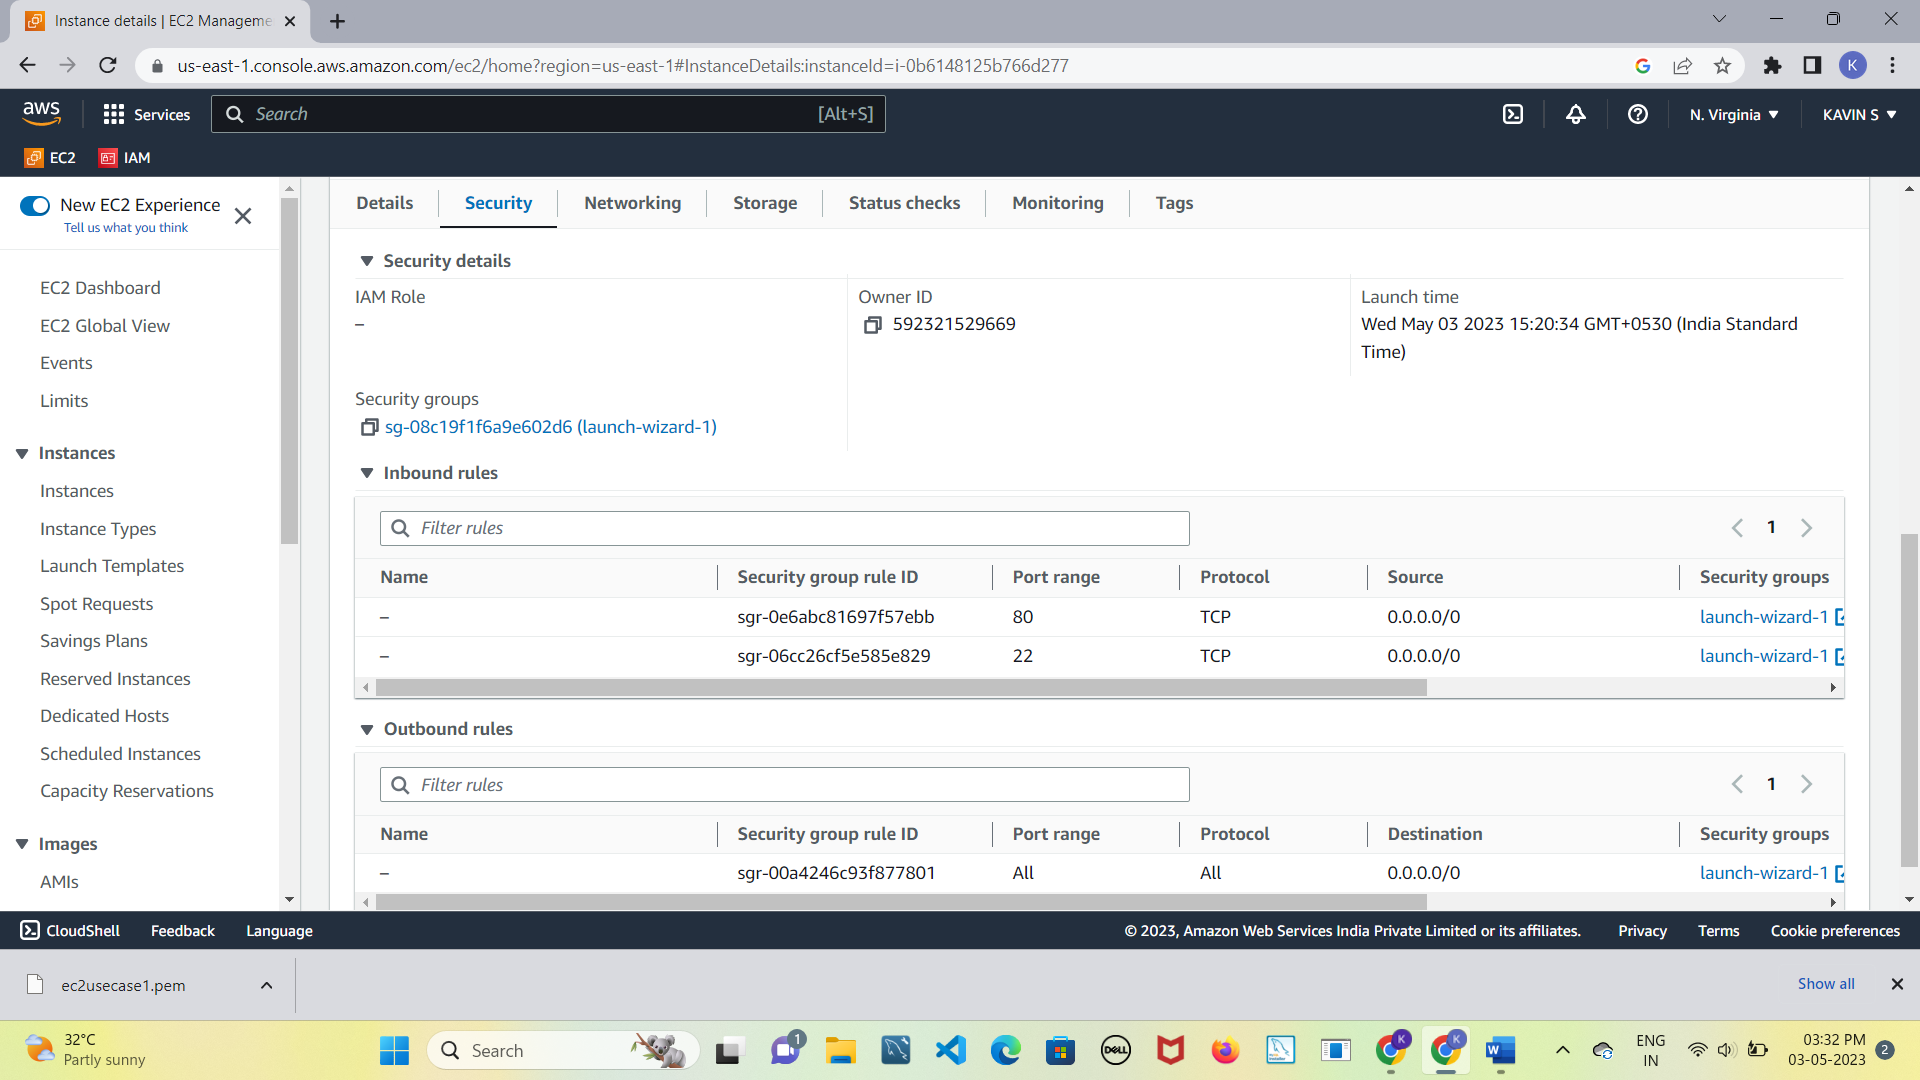 Instance details | EC2 Manageme
us-east-1.console.aws.amazon.com/ec2/home?region=us-east-1#InstanceDetails:instanceId=i-0b6148125b766d277
K
aws
Services
Search
[Alt+S]
N. Virginia
KAVIN S
EC2
IAM
New EC2 Experience
Tell us what you think
EC2 Dashboard
EC2 Global View
Events
Limits
Instances
Instances
Instance Types
Launch Templates
Spot Requests
Savings Plans
Reserved Instances
Dedicated Hosts
Scheduled Instances
Capacity Reservations
Images
AMIs
Details
Security
Networking
Storage
Status checks
Monitoring
Tags
Security details
IAM Role
–
Owner ID
592321529669
Launch time
Wed May 03 2023 15:20:34 GMT+0530 (India Standard
Time)
Security groups
sg-08c19f1f6a9e602d6 (launch-wizard-1)
Inbound rules
Filter rules
1
Name Security group rule ID Port range Protocol Source Security groups
– sgr-0e6abc81697f57ebb 80 TCP 0.0.0.0/0 launch-wizard-1
– sgr-06cc26cf5e585e829 22 TCP 0.0.0.0/0 launch-wizard-1
Outbound rules
Filter rules
1
Name Security group rule ID Port range Protocol Destination Security groups
– sgr-00a4246c93f877801 All All 0.0.0.0/0 launch-wizard-1
CloudShell
Feedback
Language
© 2023, Amazon Web Services India Private Limited or its affiliates.
Privacy
Terms
Cookie preferences
ec2usecase1.pem
Show all
32°C
Partly sunny
Search
1
DELL
K
K
W
ENG
IN
03:32 PM
03-05-2023
2